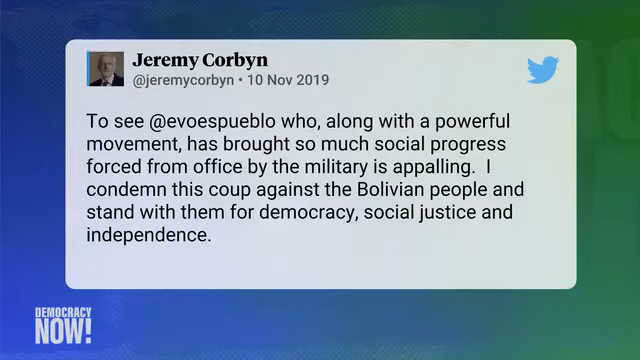 Jeremy Corbyn
@jeremycorbyn • 10 Nov 2019
To see @evoespueblo who, along with a powerful
movement, has brought so much social progress
forced from office by the military is appalling.  I
condemn this coup against the Bolivian people and
stand with them for democracy, social justice and
independence.
DEMOCRACY
NOW!